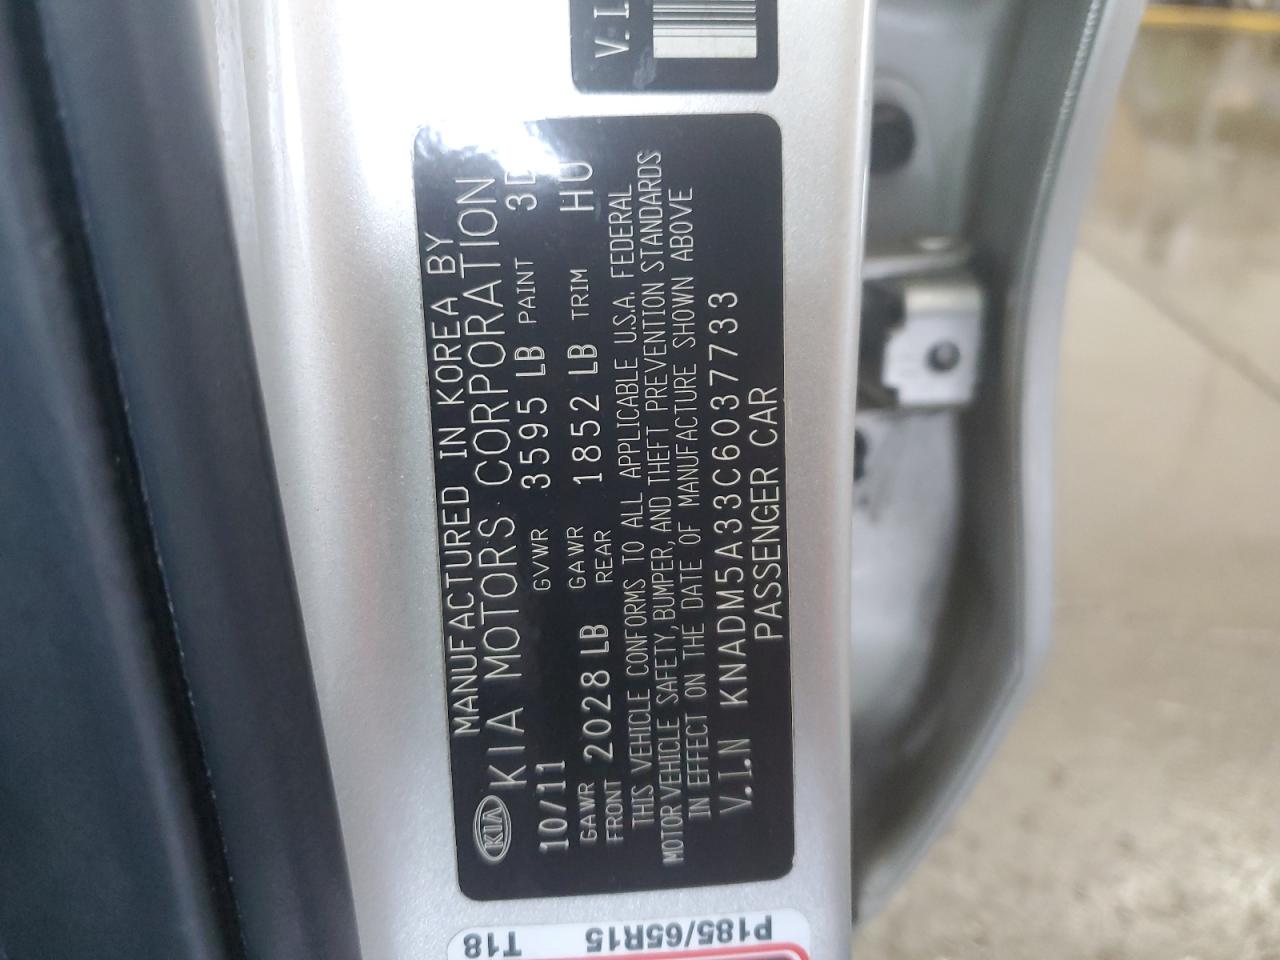 V.I.
MANUFACTURED IN KOREA BY
KIA KIA MOTORS CORPORATION
10/11 GVWR 3595 LB PAINT 3D
GAWR FRONT 2028 LB GAWR REAR 1852 LB TRIM HU
THIS VEHICLE CONFORMS TO ALL APPLICABLE U.S.A. FEDERAL
MOTOR VEHICLE SAFETY, BUMPER, AND THEFT PREVENTION STANDARDS
IN EFFECT ON THE DATE OF MANUFACTURE SHOWN ABOVE
V.I.N KNADM5A33C6037733
PASSENGER CAR
P185/65R15
T18